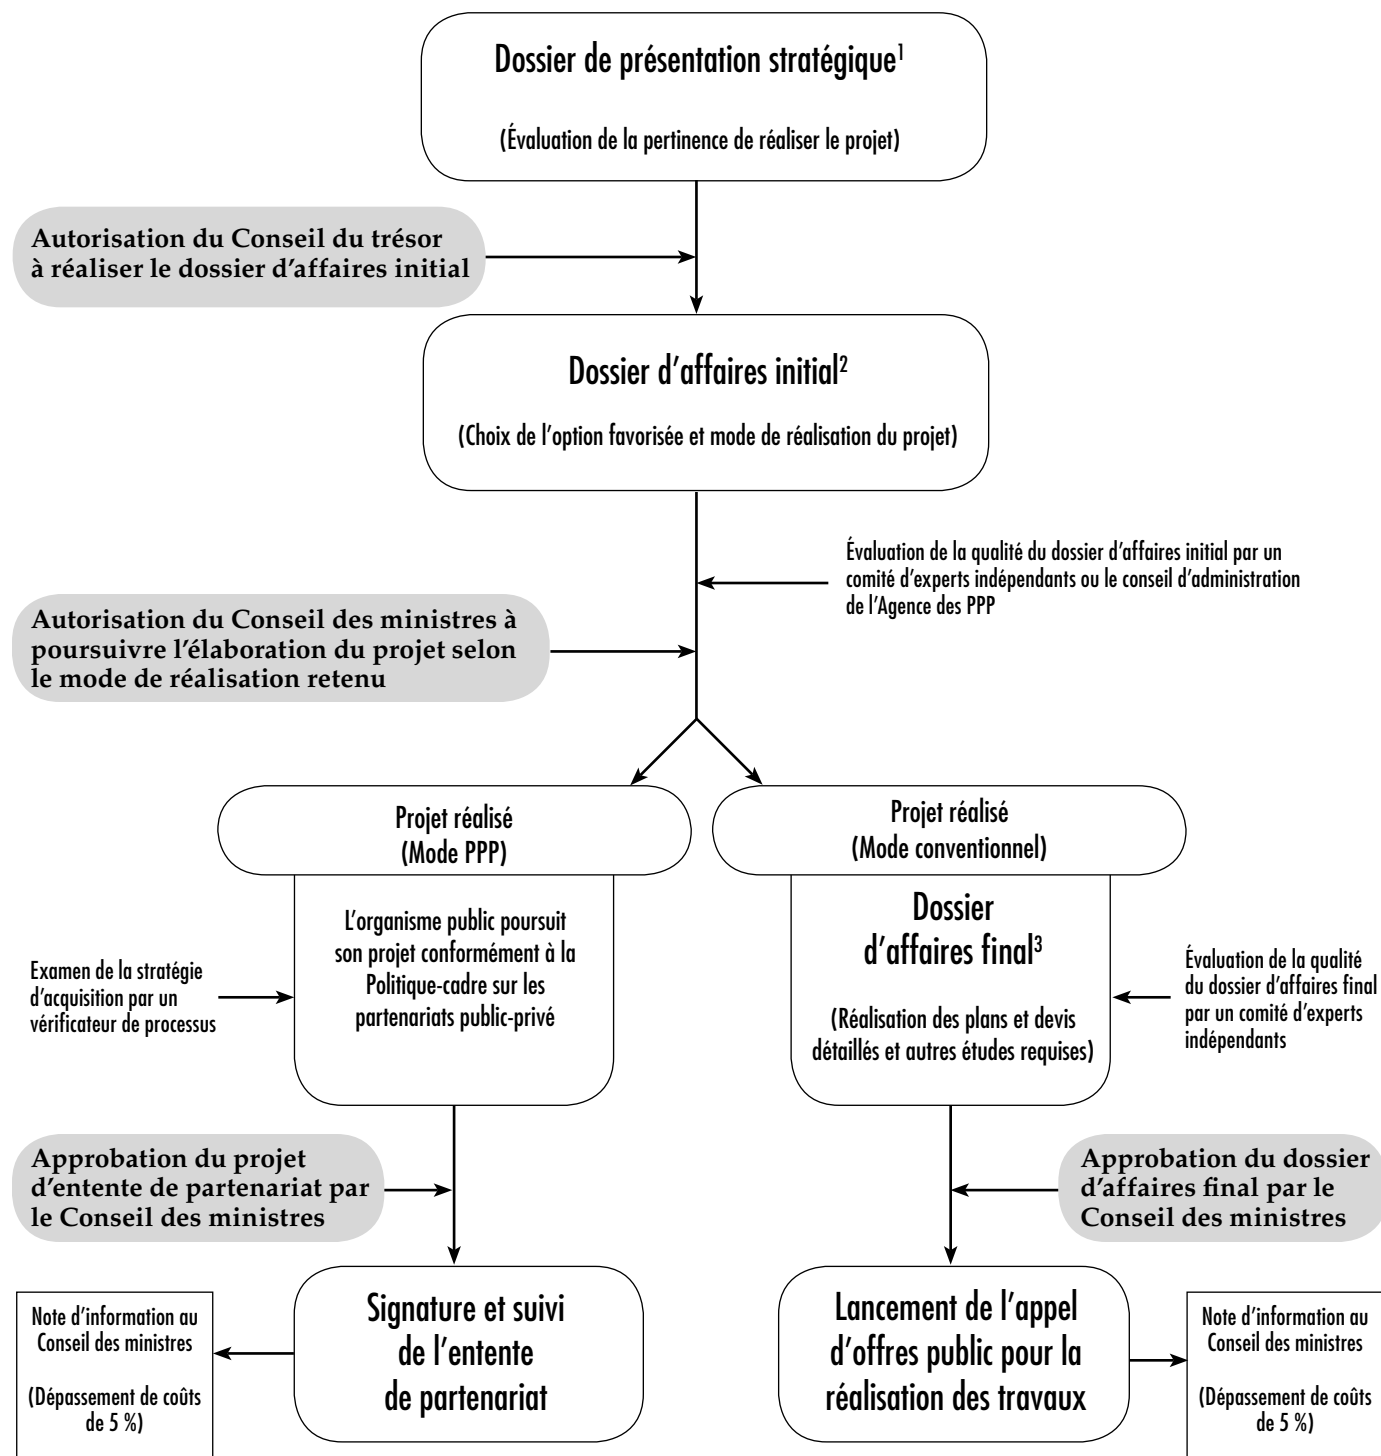 Dossier de présentation stratégique¹
(Évaluation de la pertinence de réaliser le projet)
Autorisation du Conseil du trésor
à réaliser le dossier d’affaires initial
Dossier d’affaires initial²
(Choix de l’option favorisée et mode de réalisation du projet)
Évaluation de la qualité du dossier d’affaires initial par un
comité d’experts indépendants ou le conseil d’administration
de l’Agence des PPP
Autorisation du Conseil des ministres à
poursuivre l’élaboration du projet selon
le mode de réalisation retenu
Projet réalisé
(Mode PPP)
L’organisme public poursuit
son projet conformément à la
Politique-cadre sur les
partenariats public-privé
Examen de la stratégie
d’acquisition par un
vérificateur de processus
Projet réalisé
(Mode conventionnel)
Dossier
d’affaires final³
(Réalisation des plans et devis
détaillés et autres études requises)
Évaluation de la qualité
du dossier d’affaires final
par un comité d’experts
indépendants
Approbation du projet
d’entente de partenariat par
le Conseil des ministres
Approbation du dossier
d’affaires final par le
Conseil des ministres
Note d’information au
Conseil des ministres
(Dépassement de coûts
de 5 %)
Signature et suivi
de l’entente
de partenariat
Lancement de l’appel
d’offres public pour la
réalisation des travaux
Note d’information au
Conseil des ministres
(Dépassement de coûts
de 5 %)